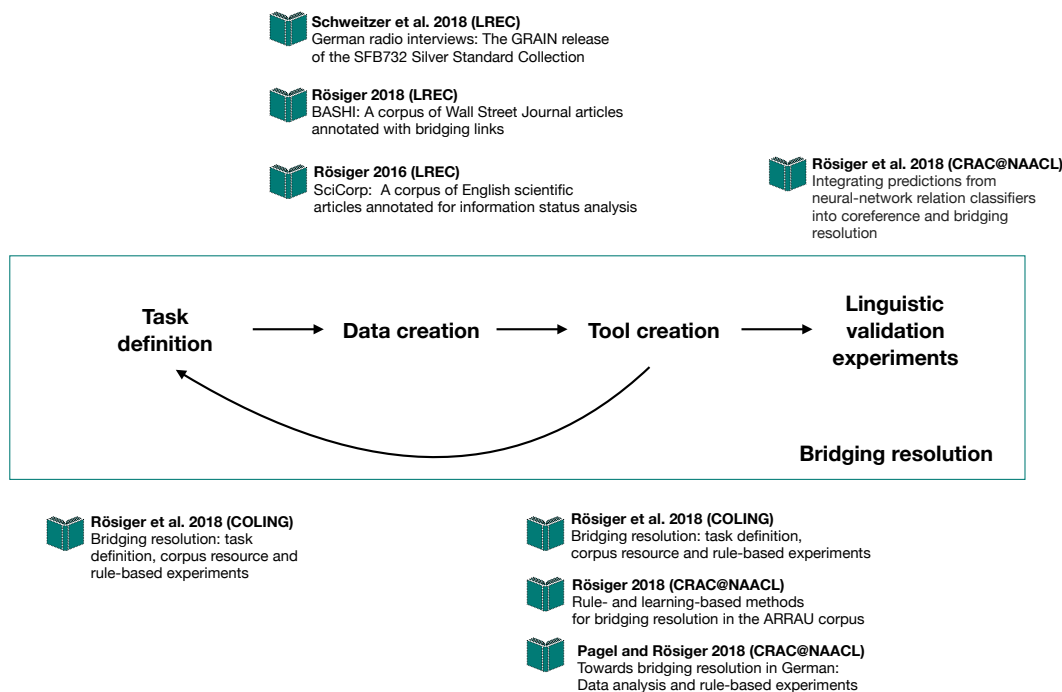 Schweitzer et al. 2018 (LREC)
German radio interviews: The GRAIN release
of the SFB732 Silver Standard Collection
Rösiger 2018 (LREC)
BASHI: A corpus of Wall Street Journal articles
annotated with bridging links
Rösiger 2016 (LREC)
SciCorp: A corpus of English scientific
articles annotated for information status analysis
Rösiger et al. 2018 (CRAC@NAACL)
Integrating predictions from
neural-network relation classifiers
into coreference and bridging
resolution
Task
definition
Data creation
Tool creation
Linguistic
validation
experiments
Bridging resolution
Rösiger et al. 2018 (COLING)
Bridging resolution: task
definition, corpus resource and
rule-based experiments
Rösiger et al. 2018 (COLING)
Bridging resolution: task definition,
corpus resource and rule-based experiments
Rösiger 2018 (CRAC@NAACL)
Rule- and learning-based methods
for bridging resolution in the ARRAU corpus
Pagel and Rösiger 2018 (CRAC@NAACL)
Towards bridging resolution in German:
Data analysis and rule-based experiments